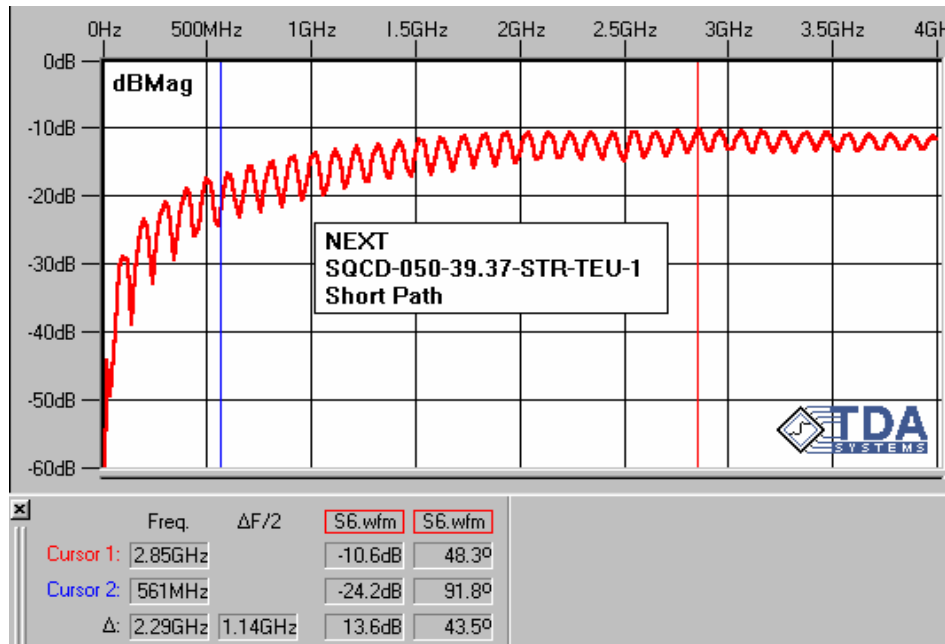 0Hz 500MHz 1GHz 1.5GHz 2GHz 2.5GHz 3GHz 3.5GHz 4GH
0dB
dBMag
-10dB
-20dB
NEXT
SQCD-050-39.37-STR-TEU-1
Short Path
-30dB
-40dB
-50dB
-60dB
TDA
SYSTEMS
x
Freq. ΔF/2 S6.wfm S6.wfm
Cursor 1: 2.85GHz -10.6dB 48.3º
Cursor 2: 561MHz -24.2dB 91.8º
Δ: 2.29GHz 1.14GHz 13.6dB 43.5º